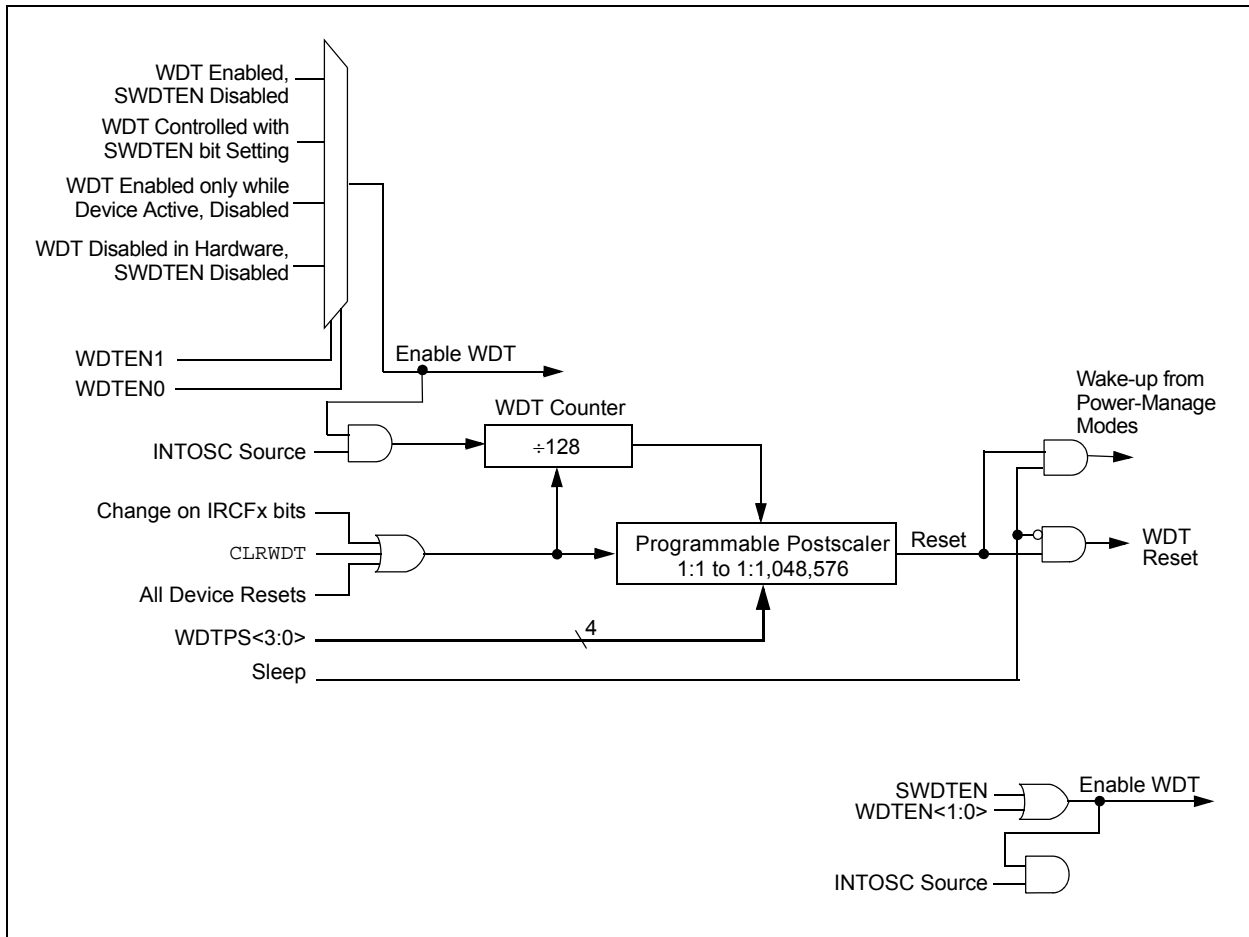 WDT Enabled,
SWDTEN Disabled
WDT Controlled with
SWDTEN bit Setting
WDT Enabled only while
Device Active, Disabled
WDT Disabled in Hardware,
SWDTEN Disabled
WDTEN1
WDTEN0
Enable WDT
WDT Counter
÷128
INTOSC Source
Wake-up from
Power-Manage
Modes
Change on IRCFx bits
CLRWDT
All Device Resets
Programmable Postscaler
1:1 to 1:1,048,576
Reset
WDT
Reset
WDTPS<3:0>
4
Sleep
SWDTEN
WDTEN<1:0>
Enable WDT
INTOSC Source